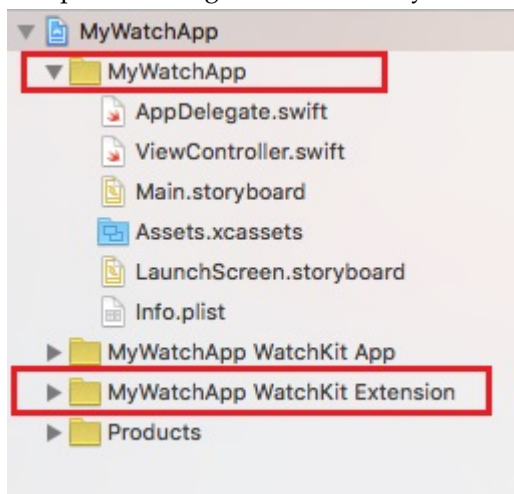 MyWatchApp
MyWatchApp
AppDelegate.swift
ViewController.swift
Main.storyboard
Assets.xcassets
LaunchScreen.storyboard
Info.plist
MyWatchApp WatchKit App
MyWatchApp WatchKit Extension
Products